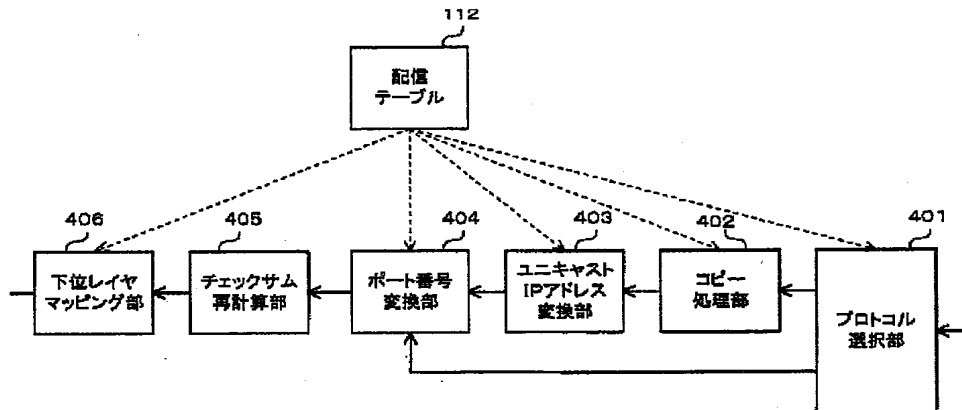 112
配信
テーブル
406
下位レイヤ
マッピング部
405
チェックサム
再計算部
404
ポート番号
変換部
403
ユニキャスト
IPアドレス
変換部
402
コピー
処理部
401
プロトコル
選択部